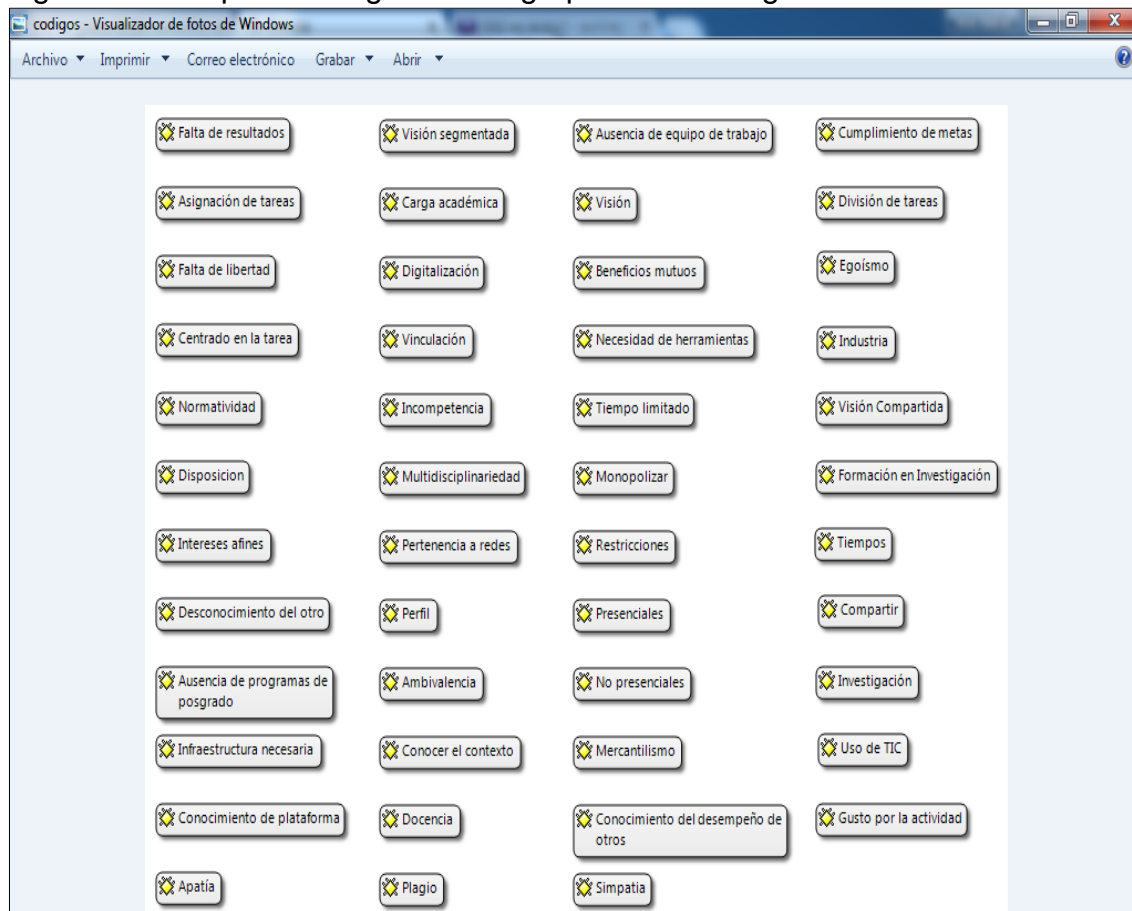 codigos - Visualizador de fotos de Windows
Archivo Imprimir Correo electrónico Grabar Abrir
Falta de resultados
Visión segmentada
Ausencia de equipo de trabajo
Cumplimiento de metas
Asignación de tareas
Carga académica
Visión
División de tareas
Falta de libertad
Digitalización
Beneficios mutuos
Egoísmo
Centrado en la tarea
Vinculación
Necesidad de herramientas
Industria
Normatividad
Incompetencia
Tiempo limitado
Visión Compartida
Disposicion
Multidisciplinariedad
Monopolizar
Formación en Investigación
Intereses afines
Pertenencia a redes
Restricciones
Tiempos
Desconocimiento del otro
Perfil
Presenciales
Compartir
Ausencia de programas de
posgrado
Ambivalencia
No presenciales
Investigación
Infraestructura necesaria
Conocer el contexto
Mercantilismo
Uso de TIC
Conocimiento de plataforma
Docencia
Conocimiento del desempeño de
otros
Gusto por la actividad
Apatía
Plagio
Simpatia